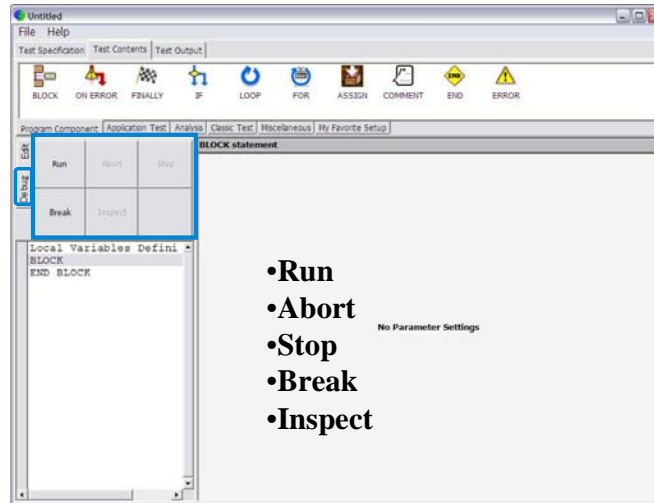 Untitled
File Help
Test Specification Test Contents Test Output
BLOCK ON ERROR FINALLY IF LOOP FOR ASSIGN COMMENT END ERROR
Program Component Application Test Analysis Classic Test Miscelaneous My Favorite Setup
Edit
Debug
Run Abort Stop
Break Inspect
BLOCK statement
Local Variables Defini
BLOCK
END BLOCK
•Run
•Abort
No Parameter Settings
•Stop
•Break
•Inspect